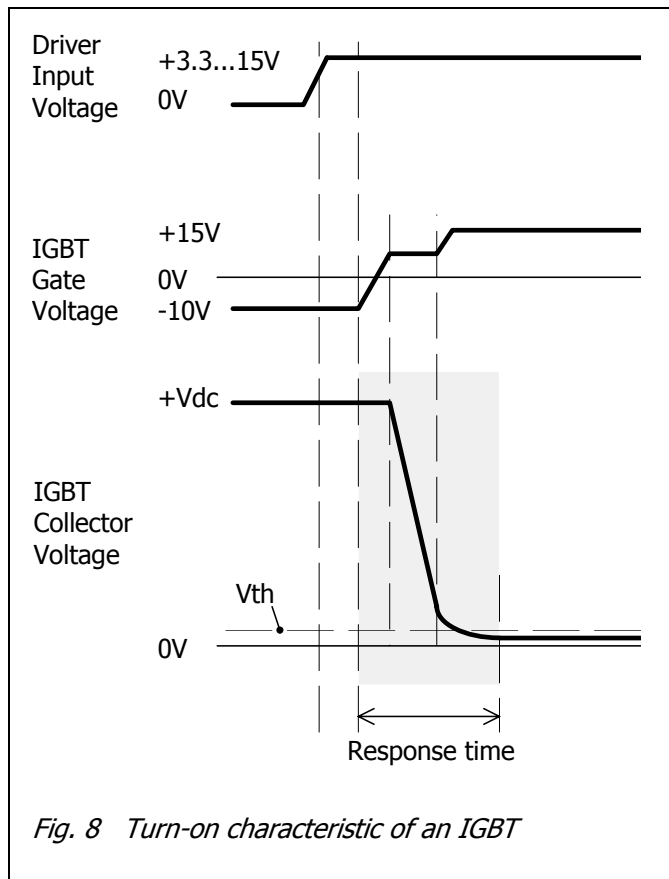 Driver
Input
Voltage
+3.3...15V
0V
IGBT
Gate
Voltage
+15V
0V
-10V
IGBT
Collector
Voltage
+Vdc
Vth
0V
Response time
Fig. 8 Turn-on characteristic of an IGBT